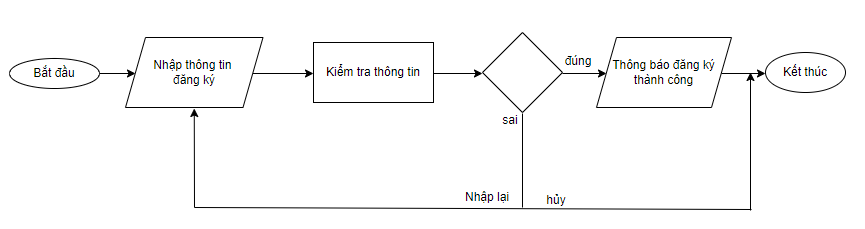 Bắt đầu
Nhập thông tin
đăng ký
Kiểm tra thông tin
đúng
Thông báo đăng ký
thành công
Kết thúc
sai
Nhập lại
hủy